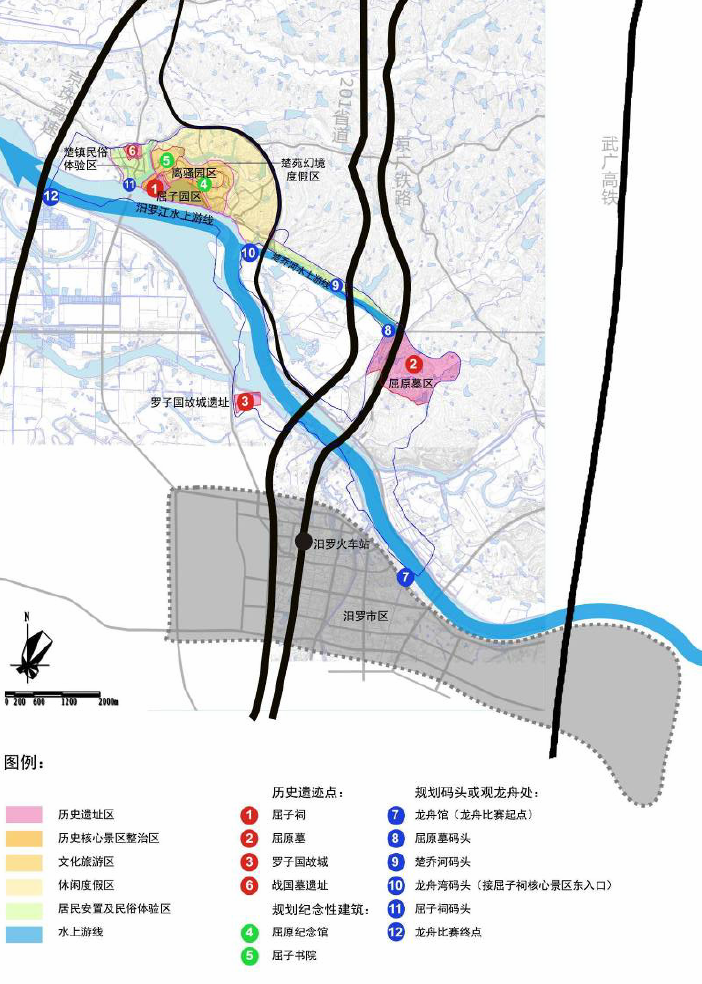 京珠高速
201省道
京广铁路
武广高铁
楚镇民俗
体验区
6
5
离骚园区
楚苑幻境
度假区
1
4
屈子园区
11
12
汨罗江水上游线
10
楚乔河水上游线
9
8
2
屈原墓区
罗子国故城遗址
3
汨罗火车站
7
汨罗市区
N
0 200 600 1200 2000m
图例：
历史遗址区
历史核心景区整治区
文化旅游区
休闲度假区
居民安置及民俗体验区
水上游线
历史遗迹点：
1 屈子祠
2 屈原墓
3 罗子国故城
6 战国墓遗址
规划纪念性建筑：
4 屈原纪念馆
5 屈子书院
规划码头或观龙舟处：
7 龙舟馆（龙舟比赛起点）
8 屈原墓码头
9 楚乔河码头
10 龙舟湾码头（接屈子祠核心景区东入口）
11 屈子祠码头
12 龙舟比赛终点